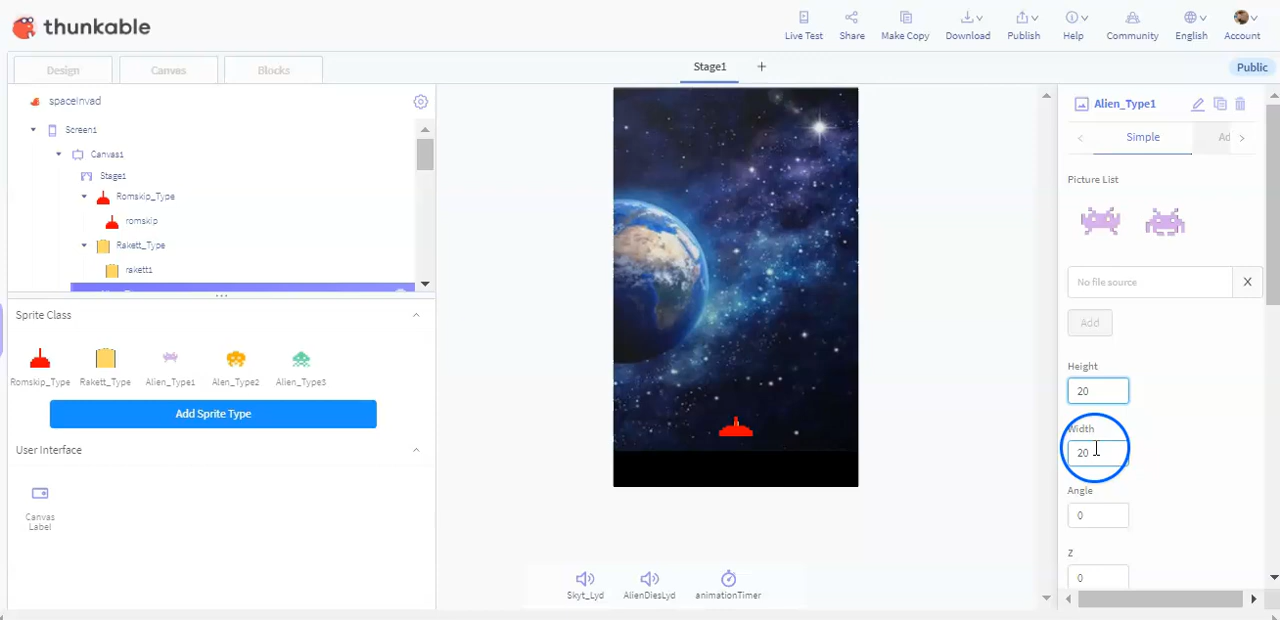 thunkable
Live Test
Share
Make Copy
Download
Publish
Help
Community
English
Account
Design
Canvas
Blocks
Stage1
+
Public
spaceInvad
Screen1
Canvas1
Stage1
Romskip_Type
romskip
Rakett_Type
rakett1
Sprite Class
Romskip_Type
Rakett_Type
Alien_Type1
Alen_Type2
Alien_Type3
Add Sprite Type
User Interface
Canvas
Label
Skyt_Lyd
AlienDiesLyd
animationTimer
Alien_Type1
Simple
Ad
Picture List
No file source
X
Add
Height
20
Width
20
Angle
0
Z
0